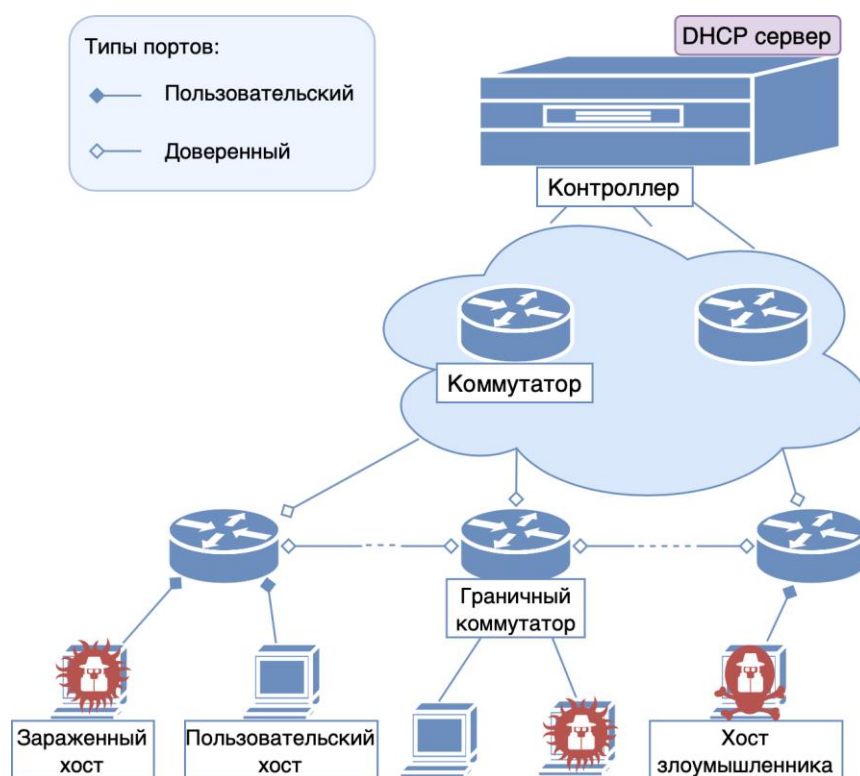 DHCP сервер
Типы портов:
Пользовательский
Доверенный
Контроллер
Коммутатор
Граничный
коммутатор
Зараженный
хост
Пользовательский
хост
Хост
злоумышленника